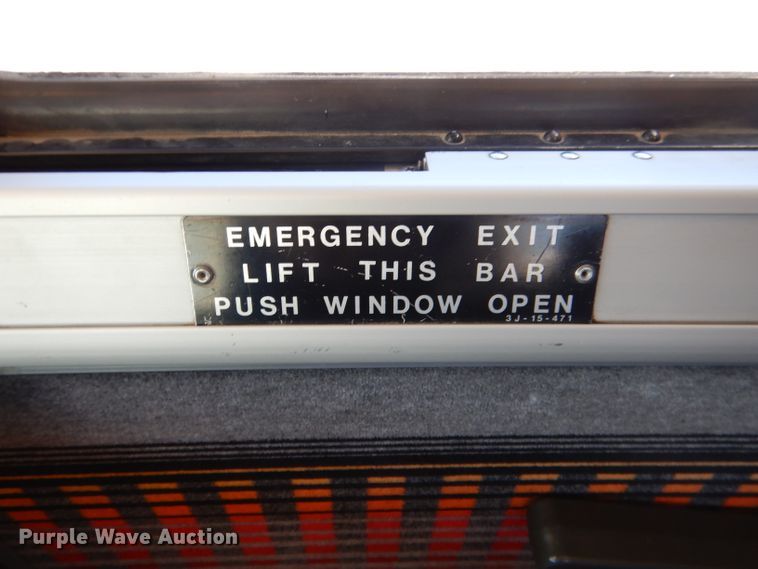 EMERGENCY EXIT
LIFT THIS BAR
PUSH WINDOW OPEN
3J-15-471
Purple Wave Auction